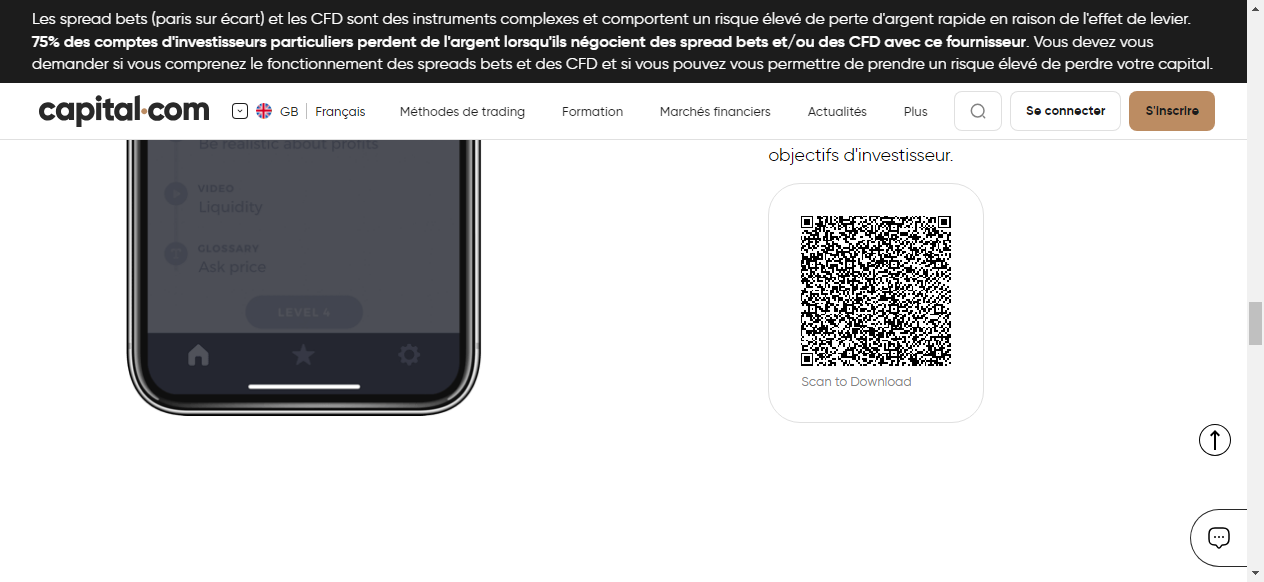 Les spread bets (paris sur écart) et les CFD sont des instruments complexes et comportent un risque élevé de perte d'argent rapide en raison de l'effet de levier.
75% des comptes d'investisseurs particuliers perdent de l'argent lorsqu'ils négocient des spread bets et/ou des CFD avec ce fournisseur. Vous devez vous
demander si vous comprenez le fonctionnement des spreads bets et des CFD et si vous pouvez vous permettre de prendre un risque élevé de perdre votre capital.
capital.com GB Français Méthodes de trading Formation Marchés financiers Actualités Plus Se connecter S'inscrire
Be realistic about profits
VIDEO
Liquidity
GLOSSARY
Ask price
LEVEL 4
objectifs d'investisseur.
Scan to Download